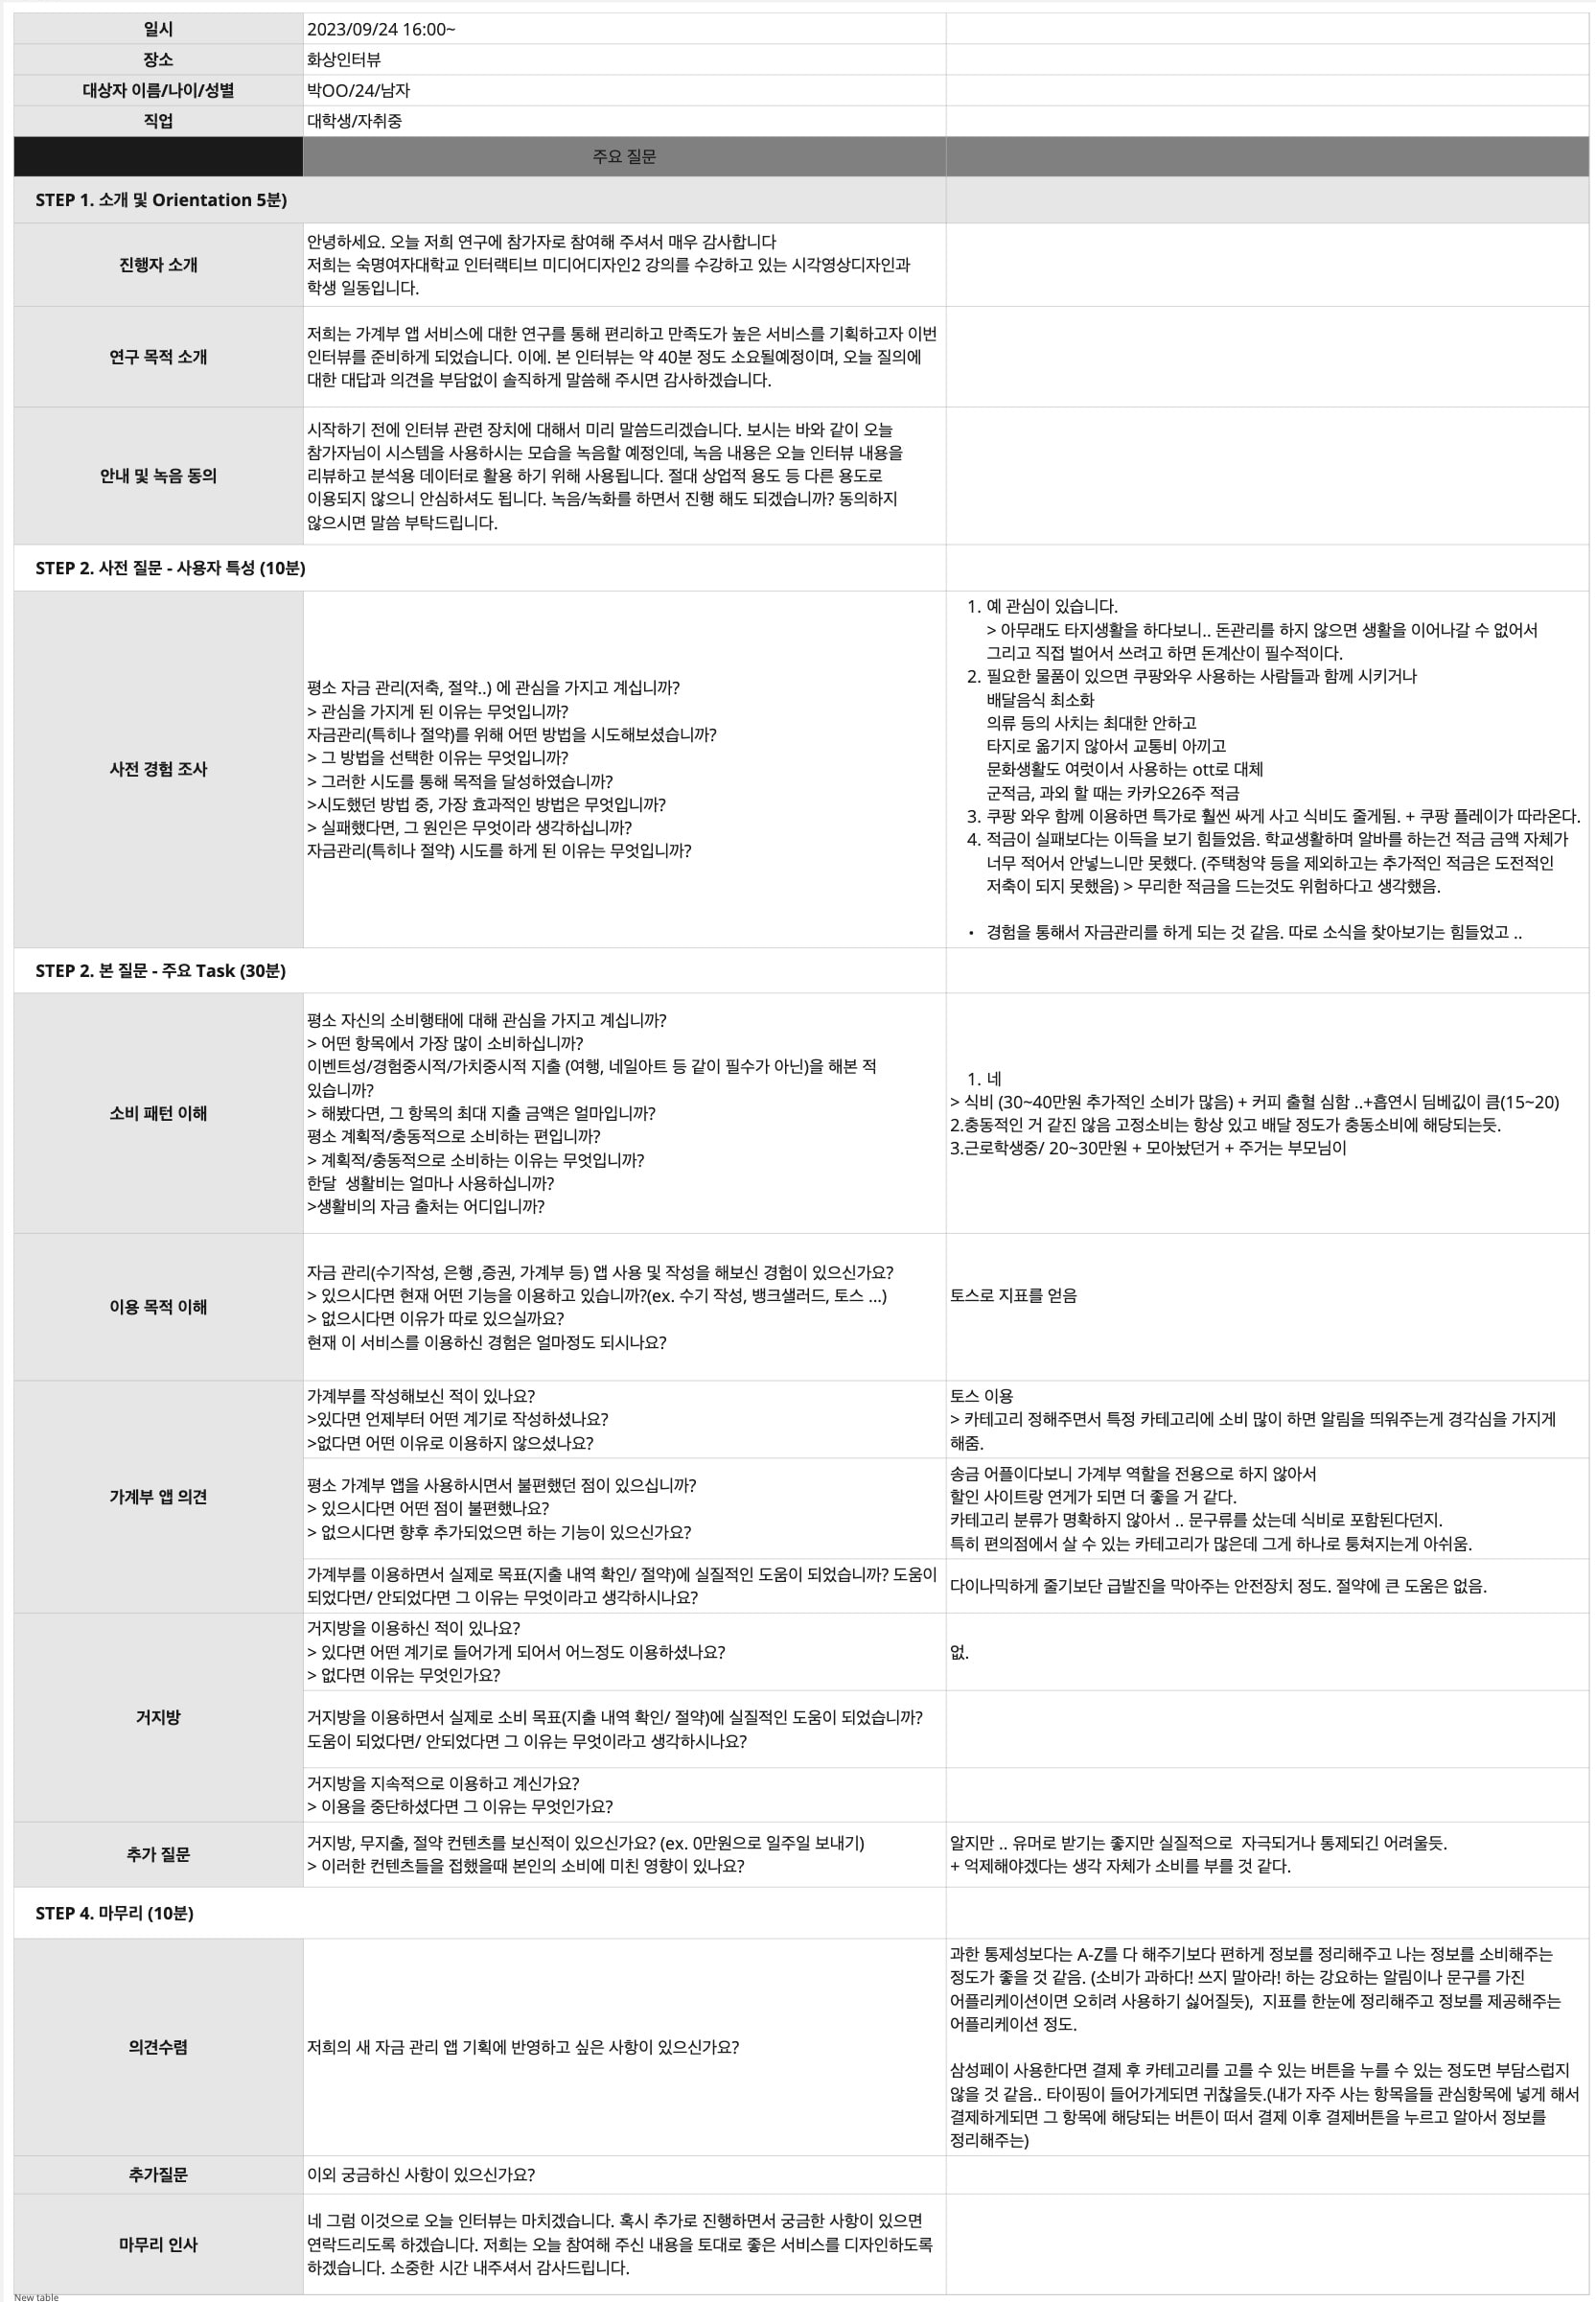 일시
2023/09/24 16:00~
장소
화상인터뷰
대상자 이름/나이/성별
박OO/24/남자
직업
대학생/자취중
주요 질문
STEP 1. 소개 및 Orientation 5분)
진행자 소개
안녕하세요. 오늘 저희 연구에 참가자로 참여해 주셔서 매우 감사합니다
저희는 숙명여자대학교 인터랙티브 미디어디자인2 강의를 수강하고 있는 시각영상디자인과
학생 일동입니다.
연구 목적 소개
저희는 가계부 앱 서비스에 대한 연구를 통해 편리하고 만족도가 높은 서비스를 기획하고자 이번
인터뷰를 준비하게 되었습니다. 이에. 본 인터뷰는 약 40분 정도 소요될예정이며, 오늘 질의에
대한 대답과 의견을 부담없이 솔직하게 말씀해 주시면 감사하겠습니다.
안내 및 녹음 동의
시작하기 전에 인터뷰 관련 장치에 대해서 미리 말씀드리겠습니다. 보시는 바와 같이 오늘
참가자님이 시스템을 사용하시는 모습을 녹음할 예정인데, 녹음 내용은 오늘 인터뷰 내용을
리뷰하고 분석용 데이터로 활용 하기 위해 사용됩니다. 절대 상업적 용도 등 다른 용도로
이용되지 않으니 안심하셔도 됩니다. 녹음/녹화를 하면서 진행 해도 되겠습니까? 동의하지
않으시면 말씀 부탁드립니다.
STEP 2. 사전 질문 - 사용자 특성 (10분)
사전 경험 조사
평소 자금 관리(저축, 절약..) 에 관심을 가지고 계십니까?
> 관심을 가지게 된 이유는 무엇입니까?
자금관리(특히나 절약)를 위해 어떤 방법을 시도해보셨습니까?
> 그 방법을 선택한 이유는 무엇입니까?
> 그러한 시도를 통해 목적을 달성하였습니까?
>시도했던 방법 중, 가장 효과적인 방법은 무엇입니까?
> 실패했다면, 그 원인은 무엇이라 생각하십니까?
자금관리(특히나 절약) 시도를 하게 된 이유는 무엇입니까?
1. 예 관심이 있습니다.
> 아무래도 타지생활을 하다보니.. 돈관리를 하지 않으면 생활을 이어나갈 수 없어서
그리고 직접 벌어서 쓰려고 하면 돈계산이 필수적이다.
2. 필요한 물품이 있으면 쿠팡와우 사용하는 사람들과 함께 시키거나
배달음식 최소화
의류 등의 사치는 최대한 안하고
타지로 옮기지 않아서 교통비 아끼고
문화생활도 여럿이서 사용하는 ott로 대체
군적금, 과외 할 때는 카카오26주 적금
3. 쿠팡 와우 함께 이용하면 특가로 훨씬 싸게 사고 식비도 줄게됨. + 쿠팡 플레이가 따라온다.
4. 적금이 실패보다는 이득을 보기 힘들었음. 학교생활하며 알바를 하는건 적금 금액 자체가
너무 적어서 안넣느니만 못했다. (주택청약 등을 제외하고는 추가적인 적금은 도전적인
저축이 되지 못했음) > 무리한 적금을 드는것도 위험하다고 생각했음.
• 경험을 통해서 자금관리를 하게 되는 것 같음. 따로 소식을 찾아보기는 힘들었고 ..
STEP 2. 본 질문 - 주요 Task (30분)
소비 패턴 이해
평소 자신의 소비행태에 대해 관심을 가지고 계십니까?
> 어떤 항목에서 가장 많이 소비하십니까?
이벤트성/경험중시적/가치중시적 지출 (여행, 네일아트 등 같이 필수가 아닌)을 해본 적
있습니까?
> 해봤다면, 그 항목의 최대 지출 금액은 얼마입니까?
평소 계획적/충동적으로 소비하는 편입니까?
> 계획적/충동적으로 소비하는 이유는 무엇입니까?
한달  생활비는 얼마나 사용하십니까?
>생활비의 자금 출처는 어디입니까?
1. 네
> 식비 (30~40만원 추가적인 소비가 많음) + 커피 출혈 심함 ..+흡연시 딤베깂이 큼(15~20)
2.충동적인 거 같진 않음 고정소비는 항상 있고 배달 정도가 충동소비에 해당되는듯.
3.근로학생중/ 20~30만원 + 모아놨던거 + 주거는 부모님이
이용 목적 이해
자금 관리(수기작성, 은행 ,증권, 가계부 등) 앱 사용 및 작성을 해보신 경험이 있으신가요?
> 있으시다면 현재 어떤 기능을 이용하고 있습니까?(ex. 수기 작성, 뱅크샐러드, 토스 ...)
> 없으시다면 이유가 따로 있으실까요?
현재 이 서비스를 이용하신 경험은 얼마정도 되시나요?
토스로 지표를 얻음
가계부 앱 의견
가계부를 작성해보신 적이 있나요?
>있다면 언제부터 어떤 계기로 작성하셨나요?
>없다면 어떤 이유로 이용하지 않으셨나요?
토스 이용
> 카테고리 정해주면서 특정 카테고리에 소비 많이 하면 알림을 띄워주는게 경각심을 가지게
해줌.
평소 가계부 앱을 사용하시면서 불편했던 점이 있으십니까?
> 있으시다면 어떤 점이 불편했나요?
> 없으시다면 향후 추가되었으면 하는 기능이 있으신가요?
송금 어플이다보니 가계부 역할을 전용으로 하지 않아서
할인 사이트랑 연게가 되면 더 좋을 거 같다.
카테고리 분류가 명확하지 않아서 .. 문구류를 샀는데 식비로 포함된다던지.
특히 편의점에서 살 수 있는 카테고리가 많은데 그게 하나로 퉁쳐지는게 아쉬움.
가계부를 이용하면서 실제로 목표(지출 내역 확인/ 절약)에 실질적인 도움이 되었습니까? 도움이
되었다면/ 안되었다면 그 이유는 무엇이라고 생각하시나요?
다이나믹하게 줄기보단 급발진을 막아주는 안전장치 정도. 절약에 큰 도움은 없음.
거지방
거지방을 이용하신 적이 있나요?
> 있다면 어떤 계기로 들어가게 되어서 어느정도 이용하셨나요?
> 없다면 이유는 무엇인가요?
없.
거지방을 이용하면서 실제로 소비 목표(지출 내역 확인/ 절약)에 실질적인 도움이 되었습니까?
도움이 되었다면/ 안되었다면 그 이유는 무엇이라고 생각하시나요?
거지방을 지속적으로 이용하고 계신가요?
> 이용을 중단하셨다면 그 이유는 무엇인가요?
추가 질문
거지방, 무지출, 절약 컨텐츠를 보신적이 있으신가요? (ex. 0만원으로 일주일 보내기)
> 이러한 컨텐츠들을 접했을때 본인의 소비에 미친 영향이 있나요?
알지만 .. 유머로 받기는 좋지만 실질적으로  자극되거나 통제되긴 어려울듯.
+ 억제해야겠다는 생각 자체가 소비를 부를 것 같다.
STEP 4. 마무리 (10분)
의견수렴
저희의 새 자금 관리 앱 기획에 반영하고 싶은 사항이 있으신가요?
과한 통제성보다는 A-Z를 다 해주기보다 편하게 정보를 정리해주고 나는 정보를 소비해주는
정도가 좋을 것 같음. (소비가 과하다! 쓰지 말아라! 하는 강요하는 알림이나 문구를 가진
어플리케이션이면 오히려 사용하기 싫어질듯),  지표를 한눈에 정리해주고 정보를 제공해주는
어플리케이션 정도.
삼성페이 사용한다면 결제 후 카테고리를 고를 수 있는 버튼을 누를 수 있는 정도면 부담스럽지
않을 것 같음.. 타이핑이 들어가게되면 귀찮을듯.(내가 자주 사는 항목을들 관심항목에 넣게 해서
결제하게되면 그 항목에 해당되는 버튼이 떠서 결제 이후 결제버튼을 누르고 알아서 정보를
정리해주는)
추가질문
이외 궁금하신 사항이 있으신가요?
마무리 인사
네 그럼 이것으로 오늘 인터뷰는 마치겠습니다. 혹시 추가로 진행하면서 궁금한 사항이 있으면
연락드리도록 하겠습니다. 저희는 오늘 참여해 주신 내용을 토대로 좋은 서비스를 디자인하도록
하겠습니다. 소중한 시간 내주셔서 감사드립니다.
New table